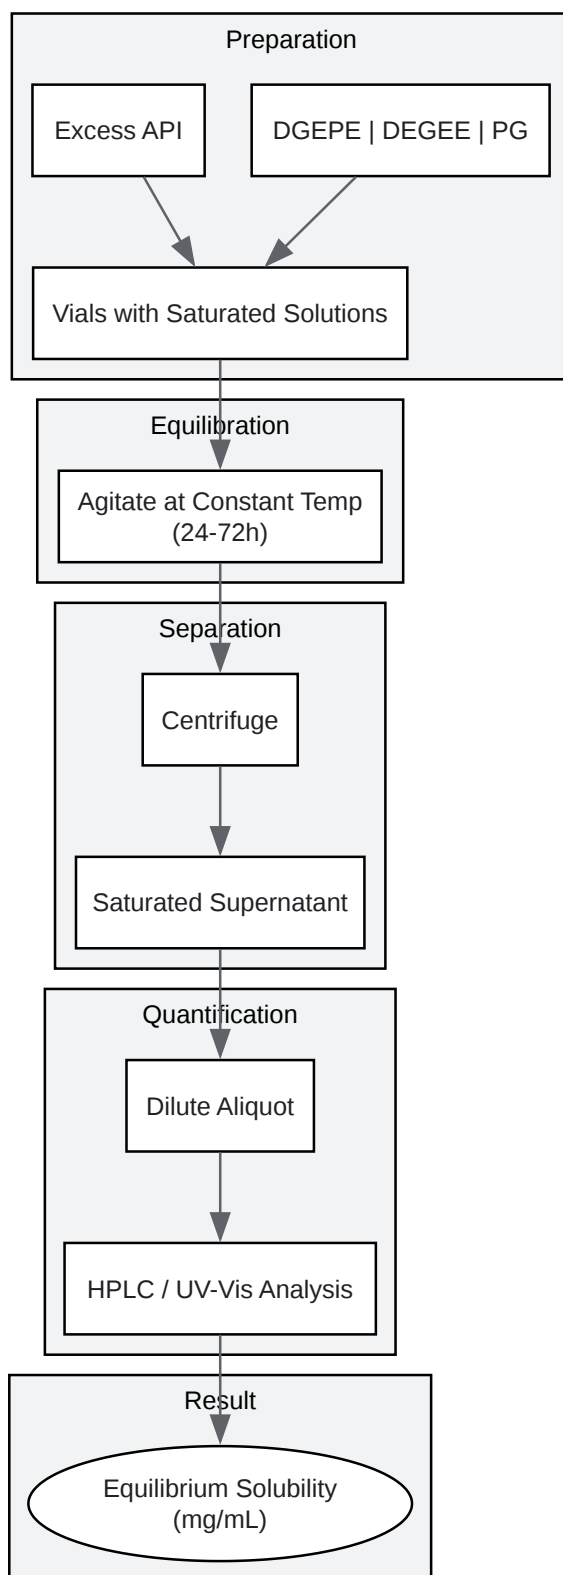 Preparation
Excess API
DGEPE | DEGEE | PG
Vials with Saturated Solutions
Equilibration
Agitate at Constant Temp
(24-72h)
Separation
Centrifuge
Saturated Supernatant
Quantification
Dilute Aliquot
HPLC / UV-Vis Analysis
Result
Equilibrium Solubility
(mg/mL)